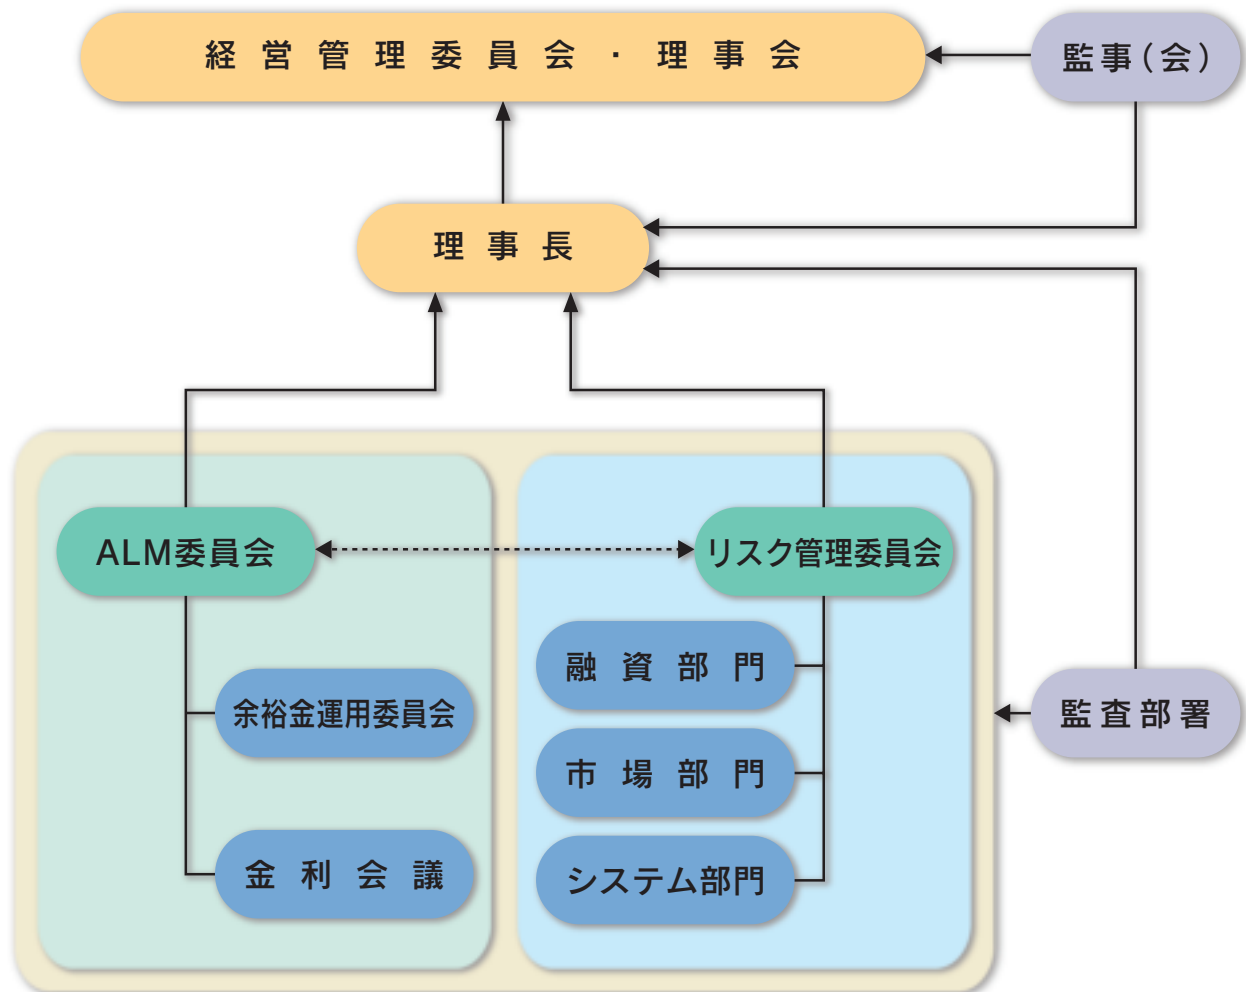 経営管理委員会・理事会
監事(会)
理事長
ALM委員会
リスク管理委員会
融資部門
余裕金運用委員会
監査部署
市場部門
金利会議
システム部門